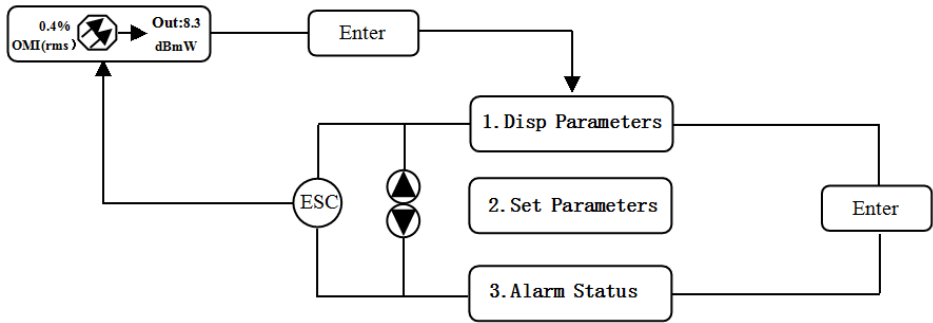 0.4%
OMI(rms)
Out:8.3
dBmW
Enter
1.Disp Parameters
ESC
2.Set Parameters
Enter
3.Alarm Status